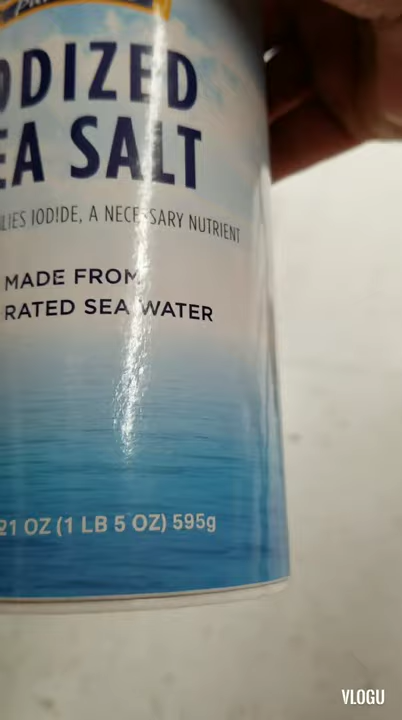 ODIZED
EA SALT
LIES IODIDE, A NECESSARY NUTRIENT
MADE FROM
RATED SEA WATER
21 OZ (1 LB 5 OZ) 595g
VLOGU